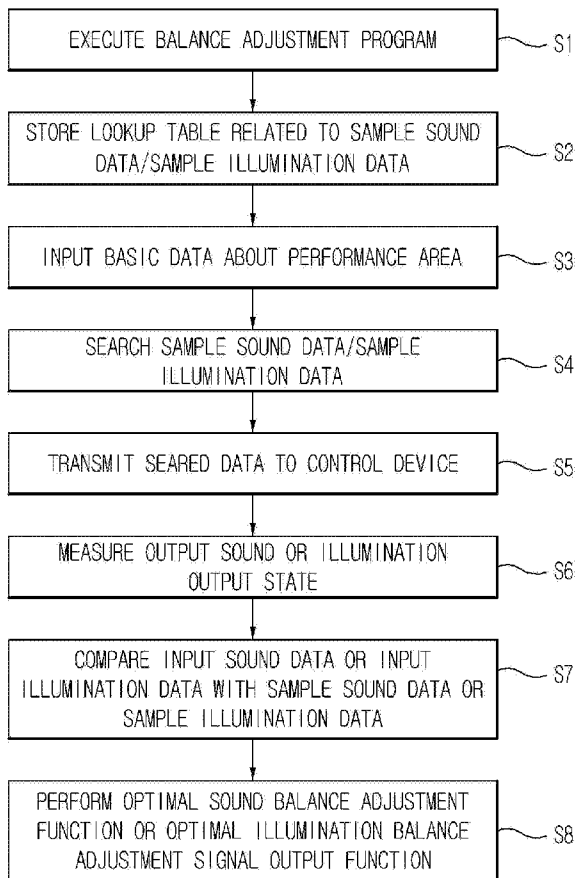 EXECUTE BALANCE ADJUSTMENT PROGRAM
S1
STORE LOOKUP TABLE RELATED TO SAMPLE SOUND
DATA/SAMPLE ILLUMINATION DATA
S2
INPUT BASIC DATA ABOUT PERFORMANCE AREA
S3
SEARCH SAMPLE SOUND DATA/SAMPLE
ILLUMINATION DATA
S4
TRANSMIT SEARED DATA TO CONTROL DEVICE
S5
MEASURE OUTPUT SOUND OR ILLUMINATION
OUTPUT STATE
S6
COMPARE INPUT SOUND DATA OR INPUT
ILLUMINATION DATA WITH SAMPLE SOUND DATA OR
SAMPLE ILLUMINATION DATA
S7
PERFORM OPTIMAL SOUND BALANCE ADJUSTMENT
FUNCTION OR OPTIMAL ILLUMINATION BALANCE
ADJUSTMENT SIGNAL OUTPUT FUNCTION
S8